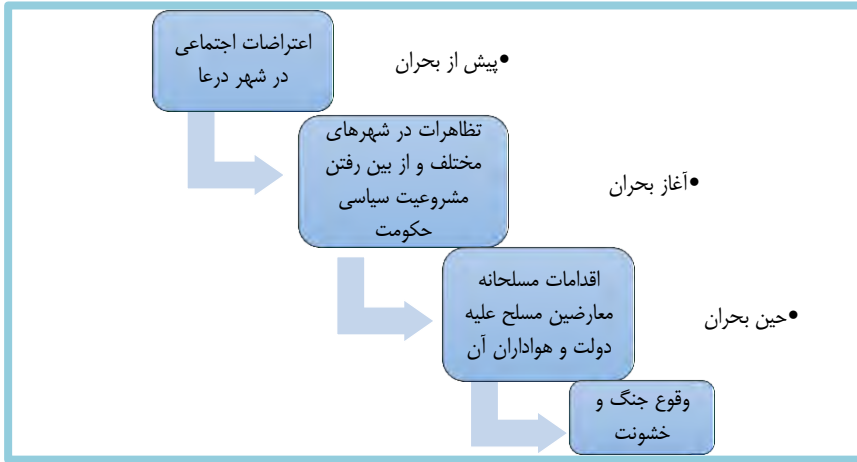 اعتراضات اجتماعی
در شهر درعا
•پیش از بحران
تظاهرات در شهرهای
مختلف و از بین رفتن
مشروعیت سیاسی
حکومت
•آغاز بحران
اقدامات مسلحانه
معارضین مسلح علیه
دولت و هواداران آن
•حین بحران
وقوع جنگ و
خشونت